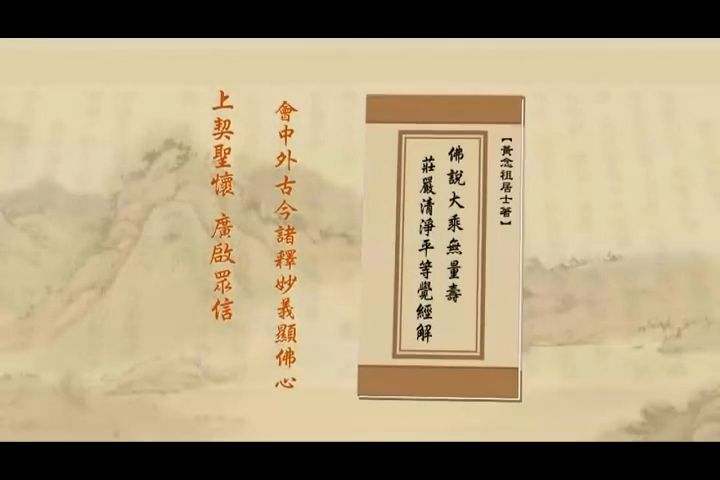 【黃念祖居士著】
佛說大乘無量壽
莊嚴清淨平等覺經解
會中外古今諸釋妙義顯佛心
上契聖懷 廣啟眾信